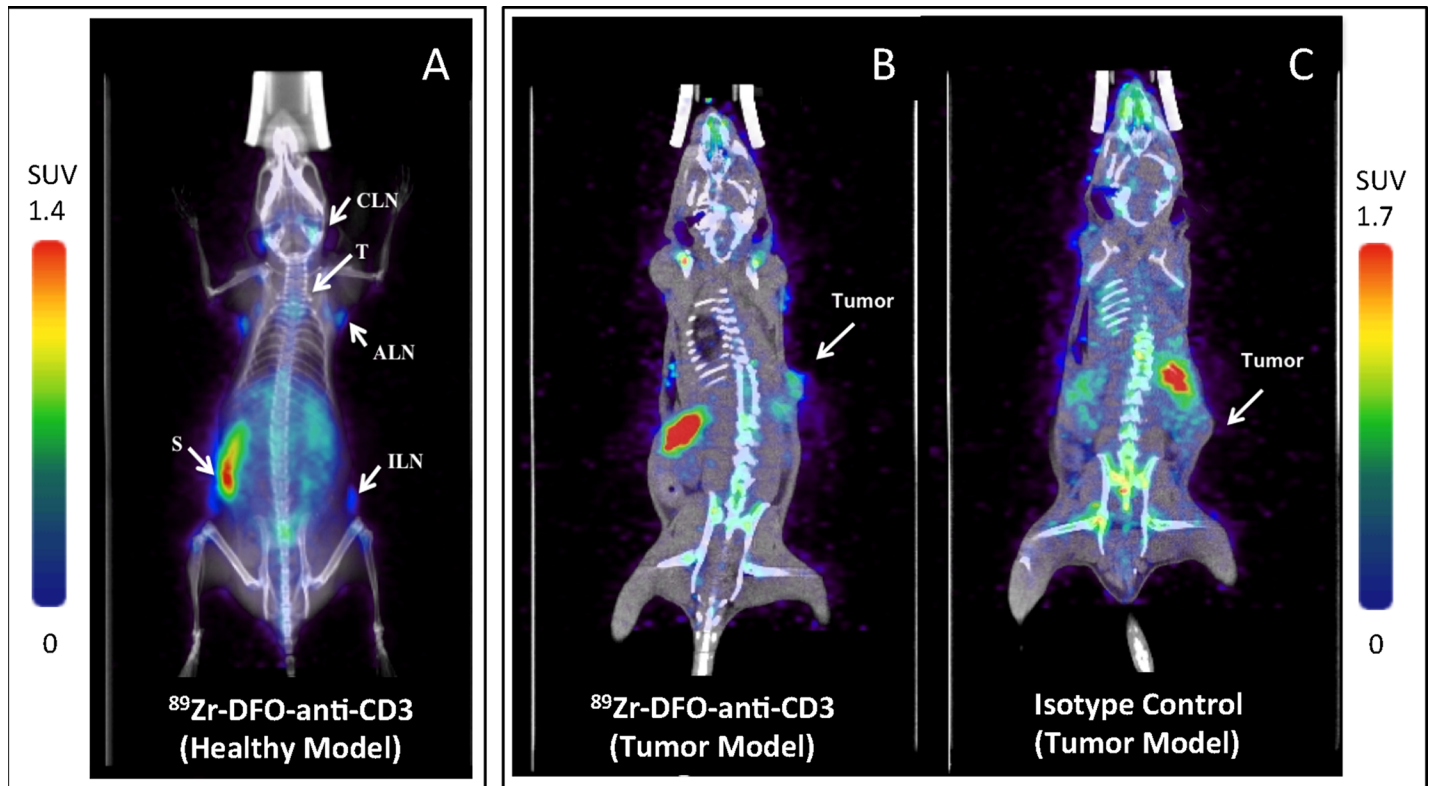 SUV
1.4
0
A
CLN
T
ALN
S
ILN
⁸⁹Zr-DFO-anti-CD3
(Healthy Model)
B
Tumor
⁸⁹Zr-DFO-anti-CD3
(Tumor Model)
C
Tumor
Isotype Control
(Tumor Model)
SUV
1.7
0